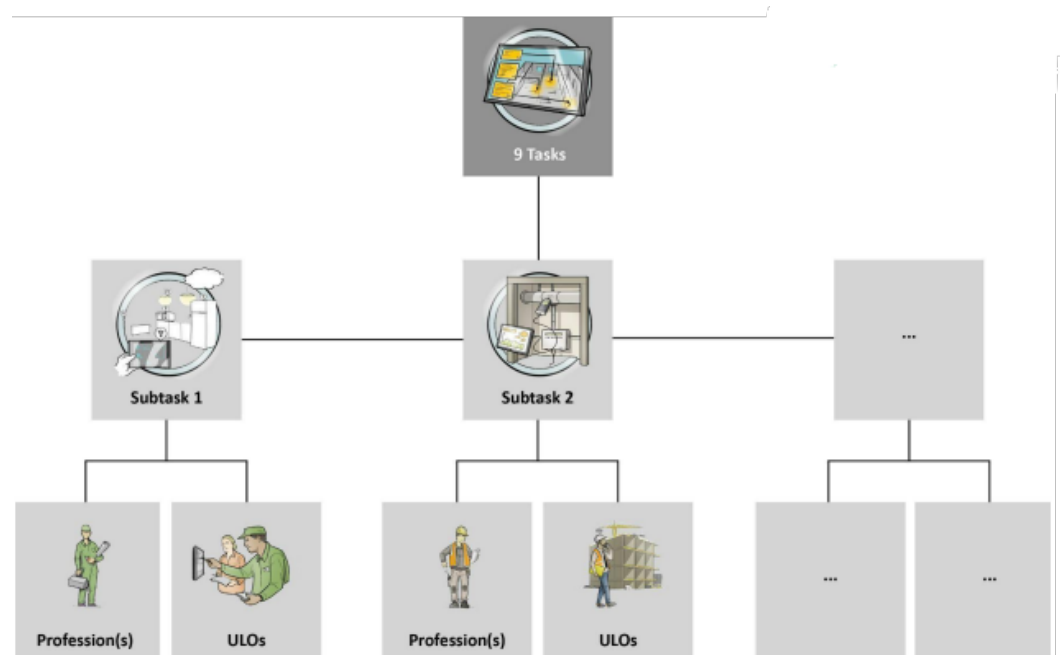 9 Tasks
Subtask 1
Subtask 2
...
Profession(s)
ULOs
Profession(s)
ULOs
...
...